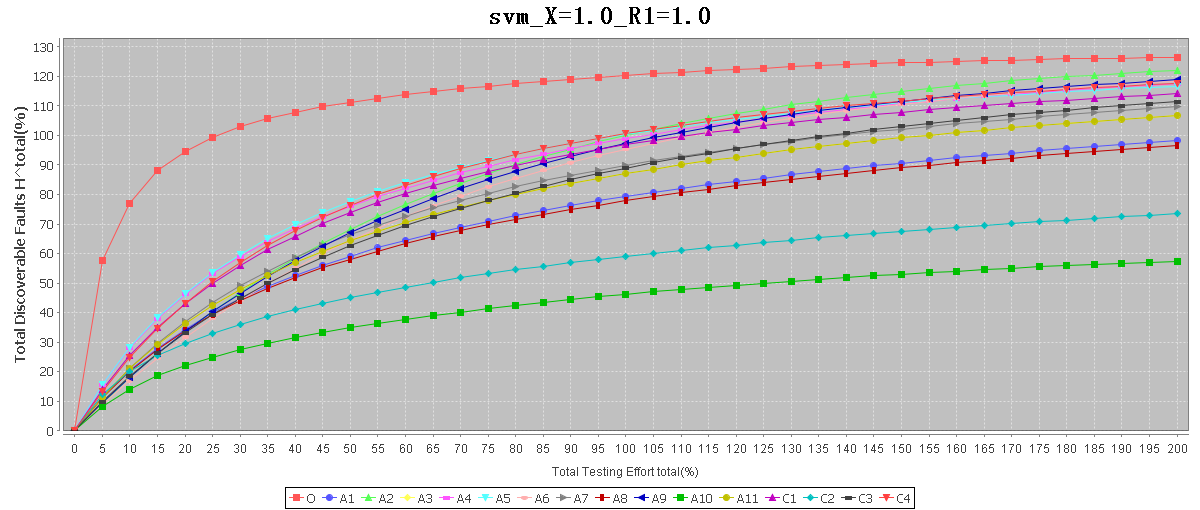 svm_X=1.0_R1=1.0
Total Discoverable Faults H^total(%)
130
120
110
100
90
80
70
60
50
40
30
20
10
0
0 5 10 15 20 25 30 35 40 45 50 55 60 65 70 75 80 85 90 95 100 105 110 115 120 125 130 135 140 145 150 155 160 165 170 175 180 185 190 195 200
Total Testing Effort total(%)
O A1 A2 A3 A4 A5 A6 A7 A8 A9 A10 A11 C1 C2 C3 C4